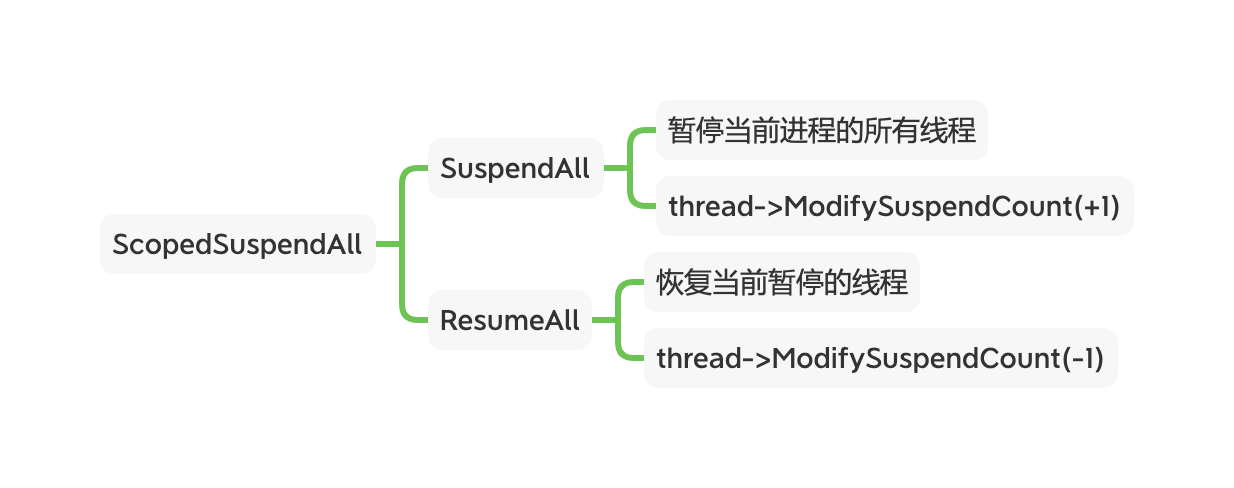 ScopedSuspendAll
SuspendAll
暂停当前进程的所有线程
thread->ModifySuspendCount(+1)
ResumeAll
恢复当前暂停的线程
thread->ModifySuspendCount(-1)